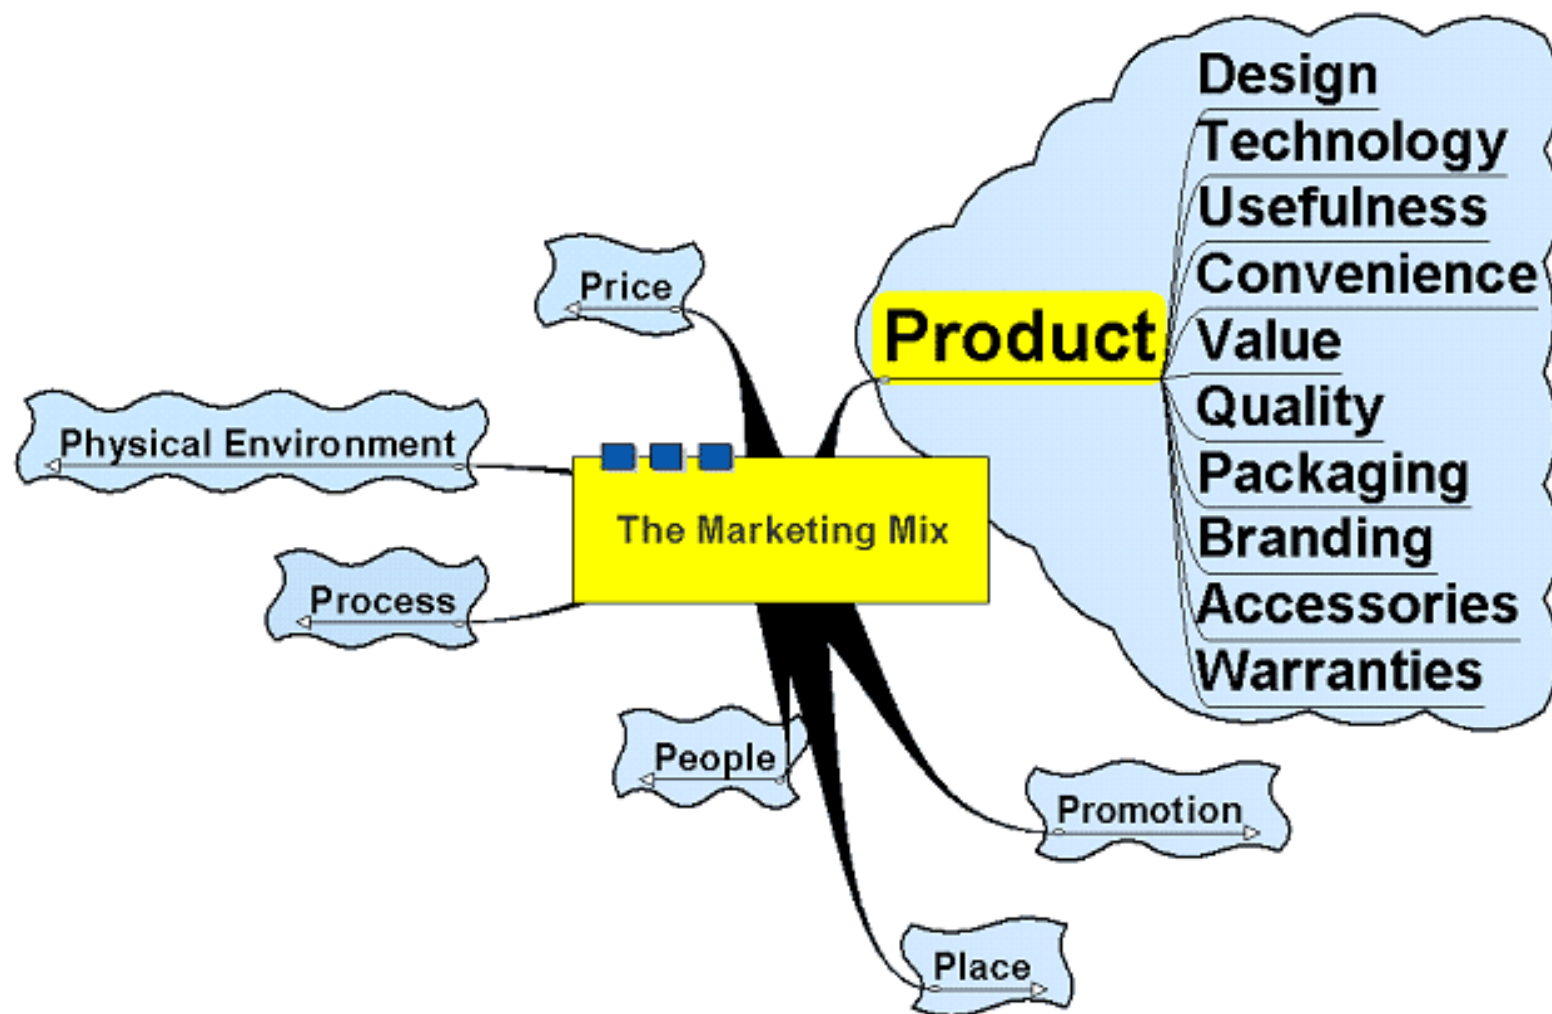 Design
Technology
Usefulness
Convenience
Value
Quality
Packaging
Branding
Accessories
Warranties
Product
Price
Physical Environment
The Marketing Mix
Process
People
Promotion
Place